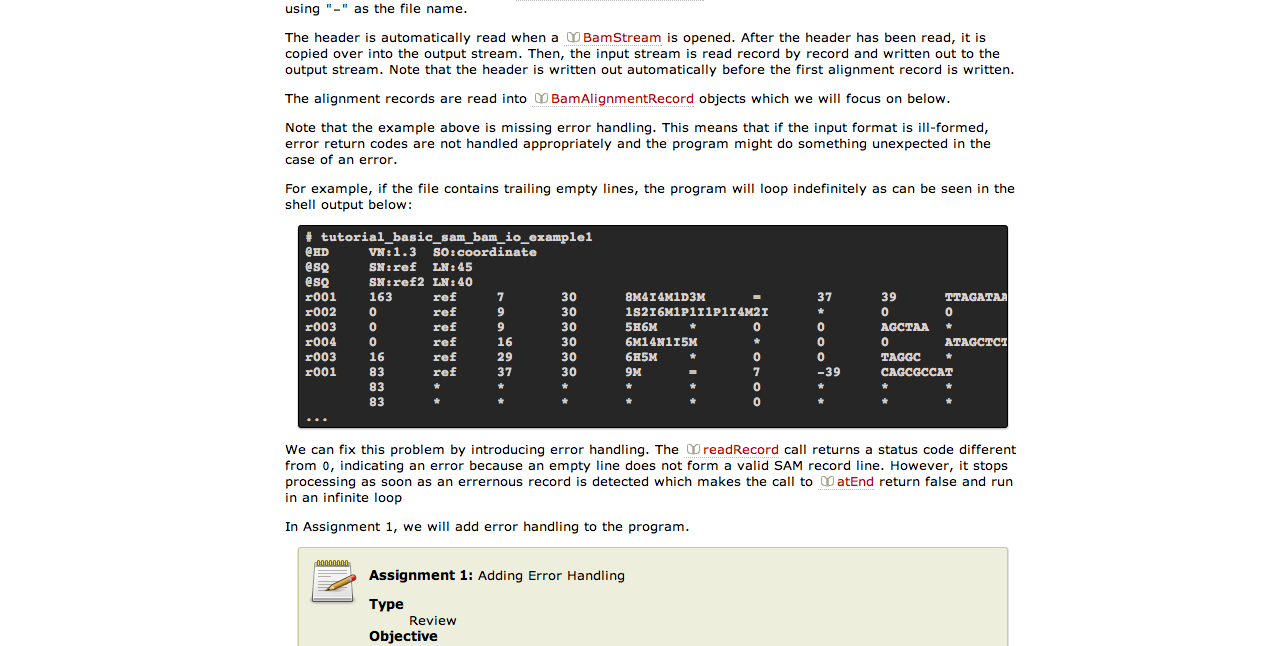 using "-" as the file name.
The header is automatically read when a BamStream is opened. After the header has been read, it is
copied over into the output stream. Then, the input stream is read record by record and written out to the
output stream. Note that the header is written out automatically before the first alignment record is written.
The alignment records are read into BamAlignmentRecord objects which we will focus on below.
Note that the example above is missing error handling. This means that if the input format is ill-formed,
error return codes are not handled appropriately and the program might do something unexpected in the
case of an error.
For example, if the file contains trailing empty lines, the program will loop indefinitely as can be seen in the
shell output below:
# tutorial_basic_sam_bam_io_example1
@HD VN:1.3 SO:coordinate
@SQ SN:ref LN:45
@SQ SN:ref2 LN:40
r001 163 ref 7 30 8M4I4M1D3M = 37 39 TTAGATAA
r002 0 ref 9 30 1S2I6M1P1I1P1I4M2I * 0 0
r003 0 ref 9 30 5H6M * 0 0 AGCTAA *
r004 0 ref 16 30 6M14N1I5M * 0 0 ATAGCTCT
r003 16 ref 29 30 6H5M * 0 0 TAGGC *
r001 83 ref 37 30 9M = 7 -39 CAGCGCCAT
83 * * * * * 0 * * *
83 * * * * * 0 * * *
...
We can fix this problem by introducing error handling. The readRecord call returns a status code different
from 0, indicating an error because an empty line does not form a valid SAM record line. However, it stops
processing as soon as an errernous record is detected which makes the call to atEnd return false and run
in an infinite loop
In Assignment 1, we will add error handling to the program.
Assignment 1: Adding Error Handling
Type
Review
Objective